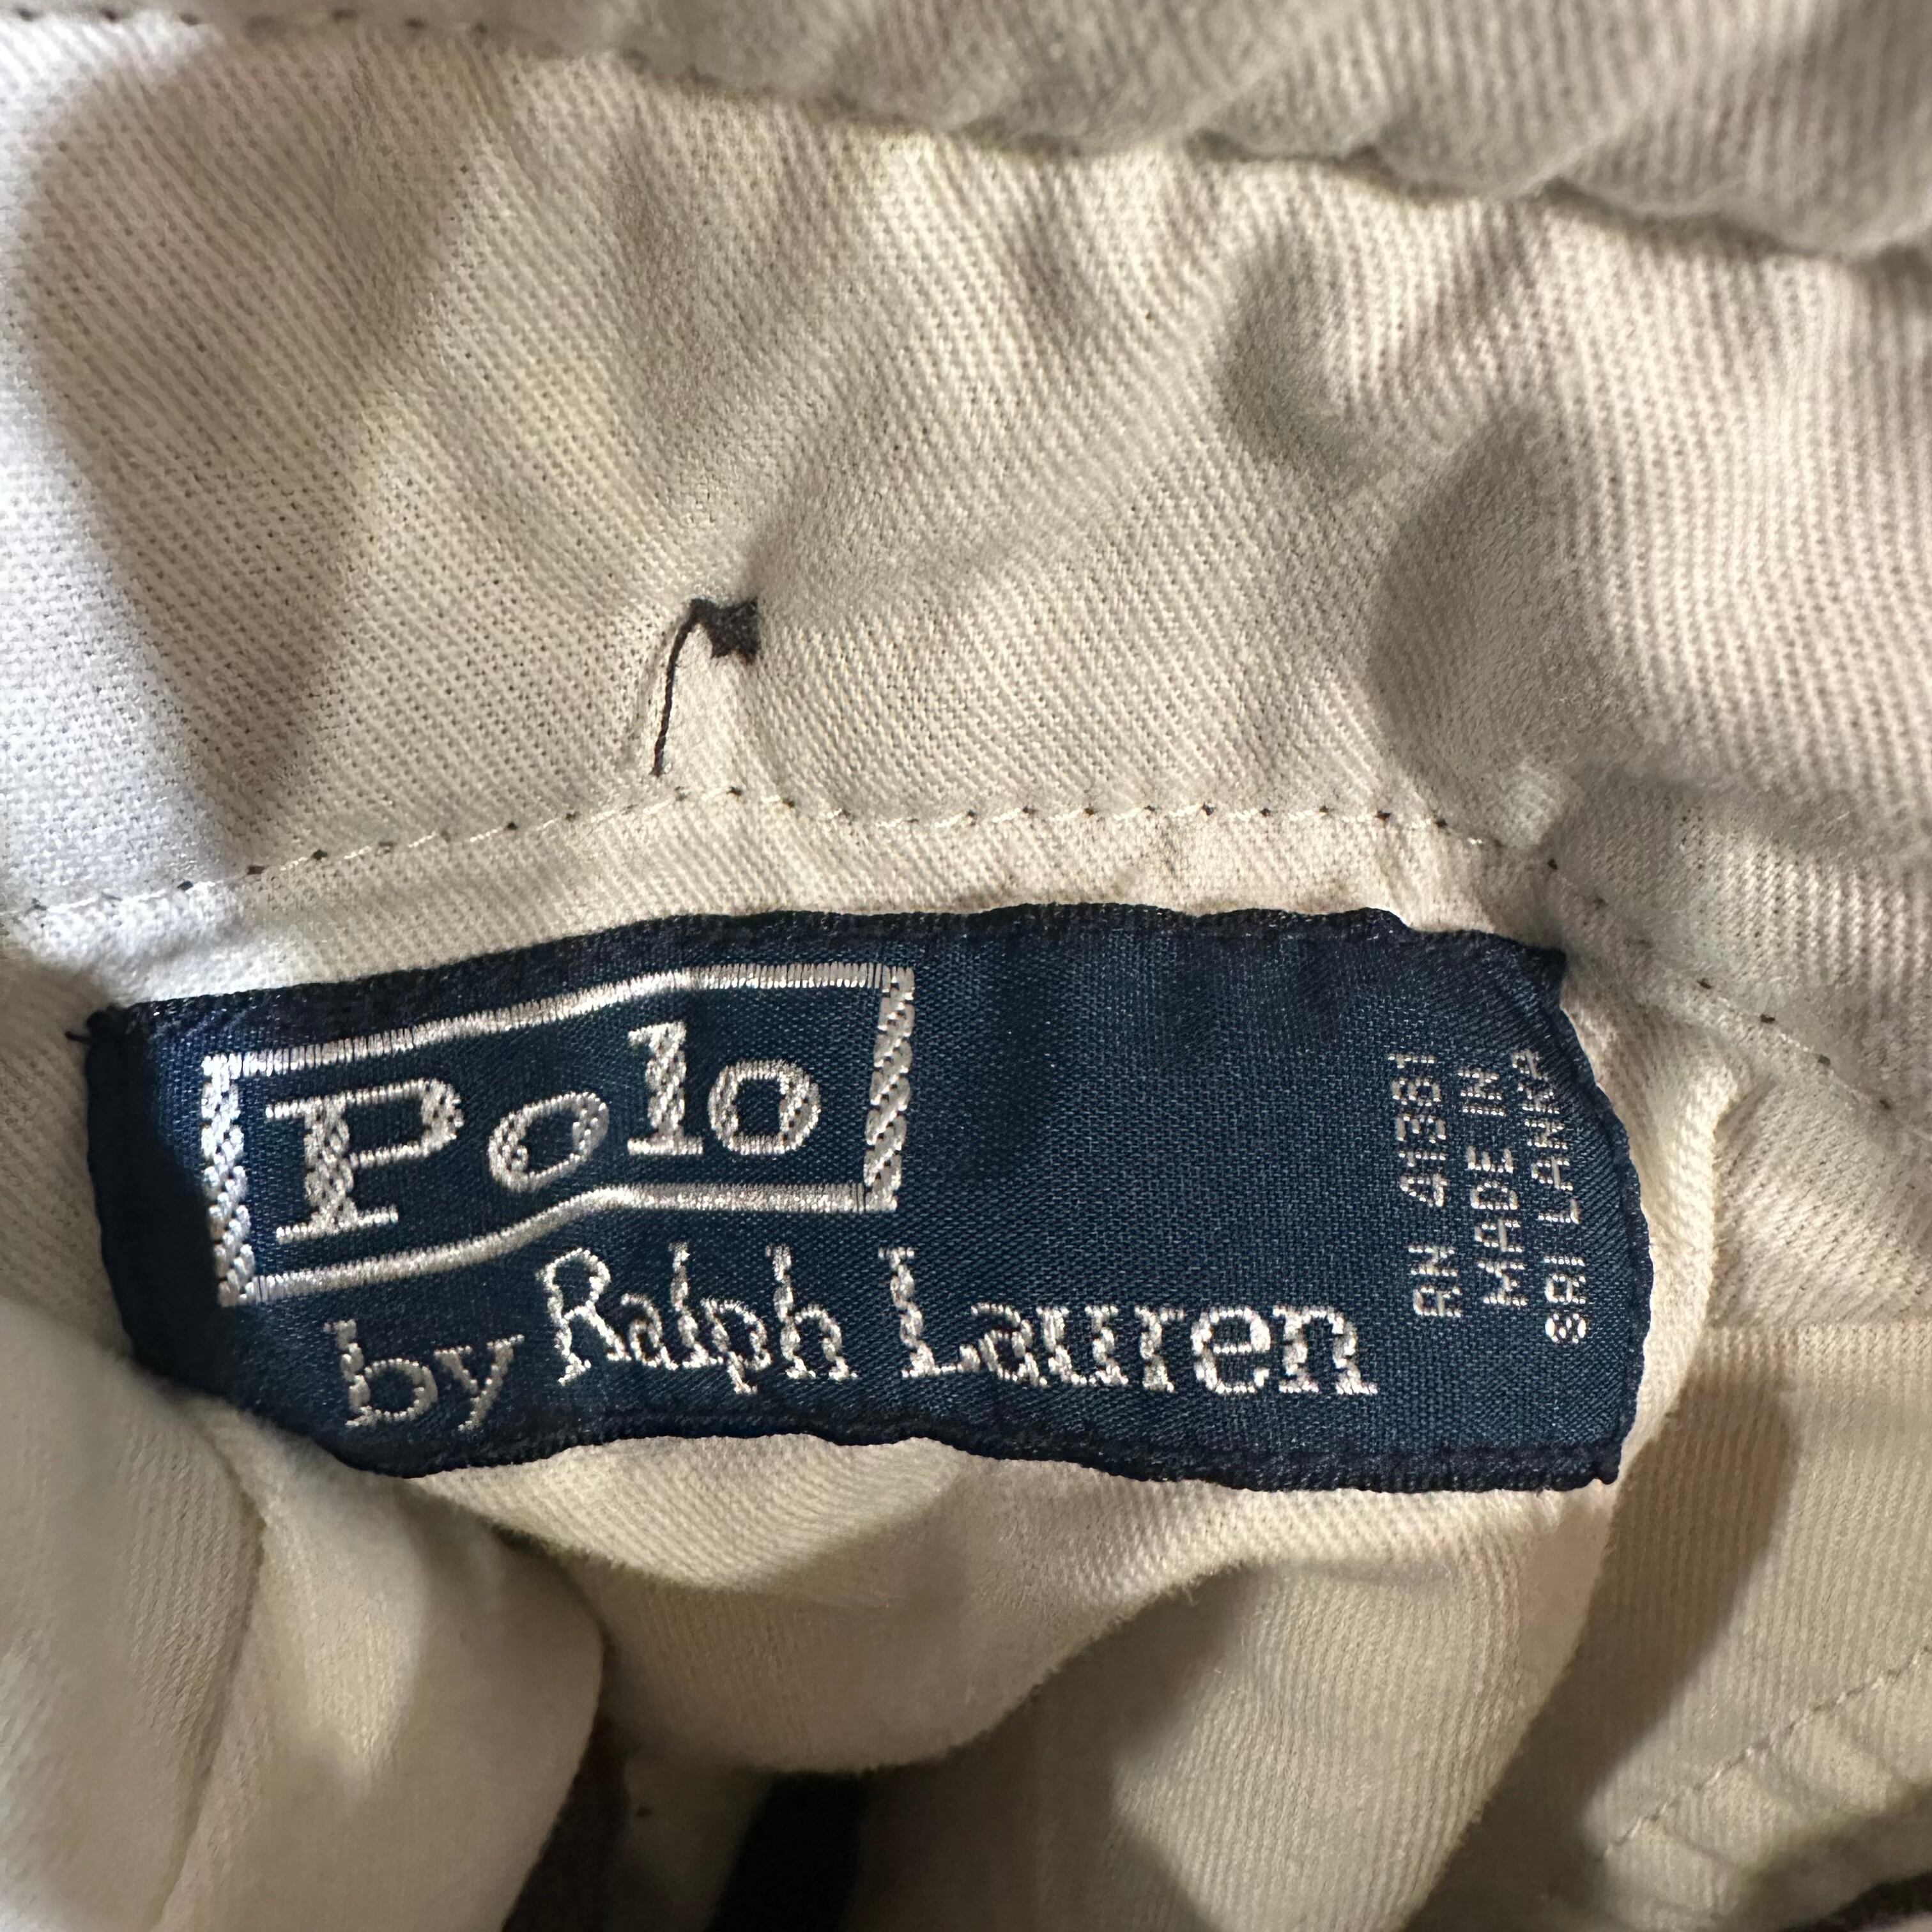 Polo
by Ralph Lauren
RN 41381
MADE IN
SRI LANKA